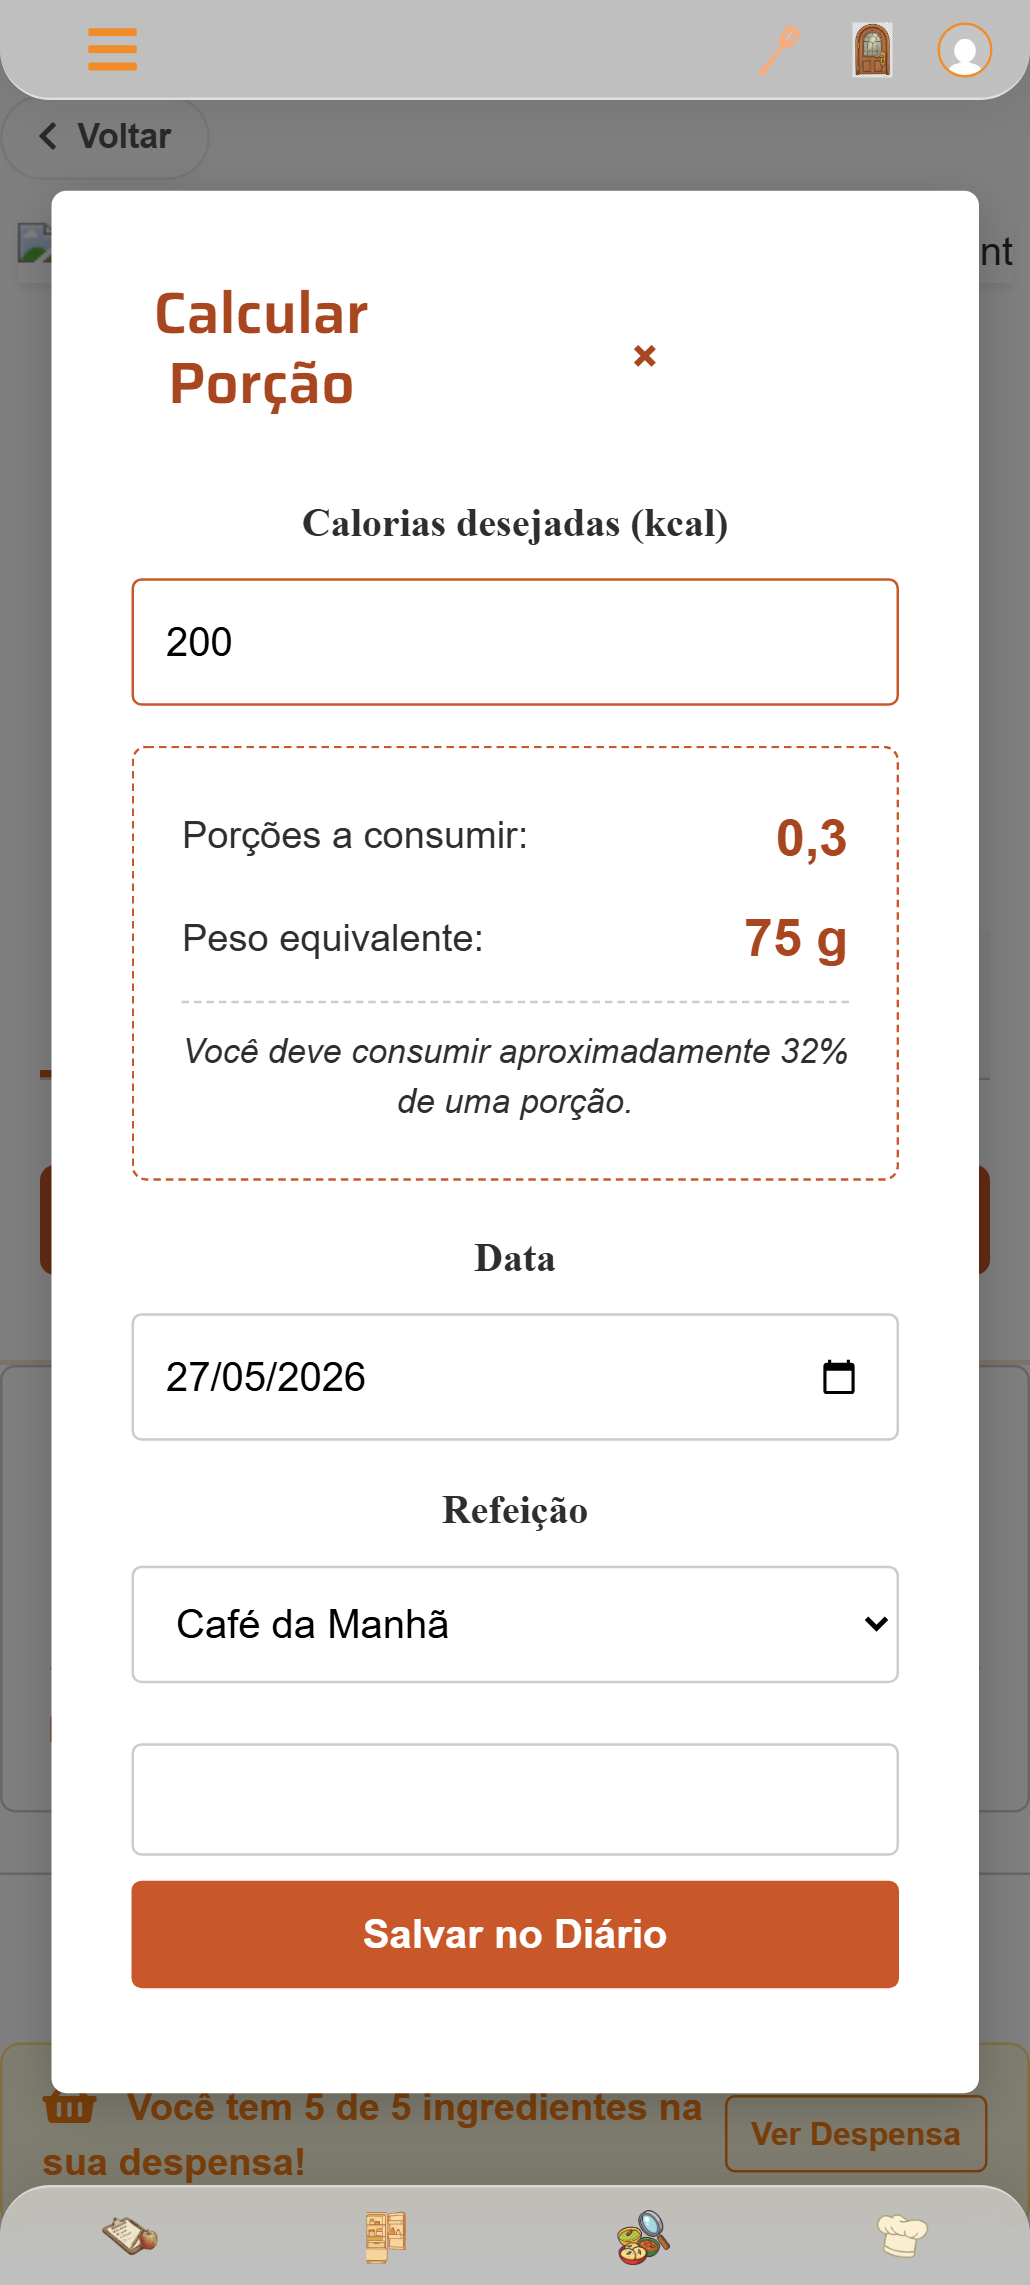 Voltar
nt
Calcular
Porção
×
Calorias desejadas (kcal)
200
Porções a consumir: 0,3
Peso equivalente: 75 g
Você deve consumir aproximadamente 32%
de uma porção.
Data
27/05/2026
Refeição
Café da Manhã
Salvar no Diário
Você tem 5 de 5 ingredientes na
sua despensa!
Ver Despensa